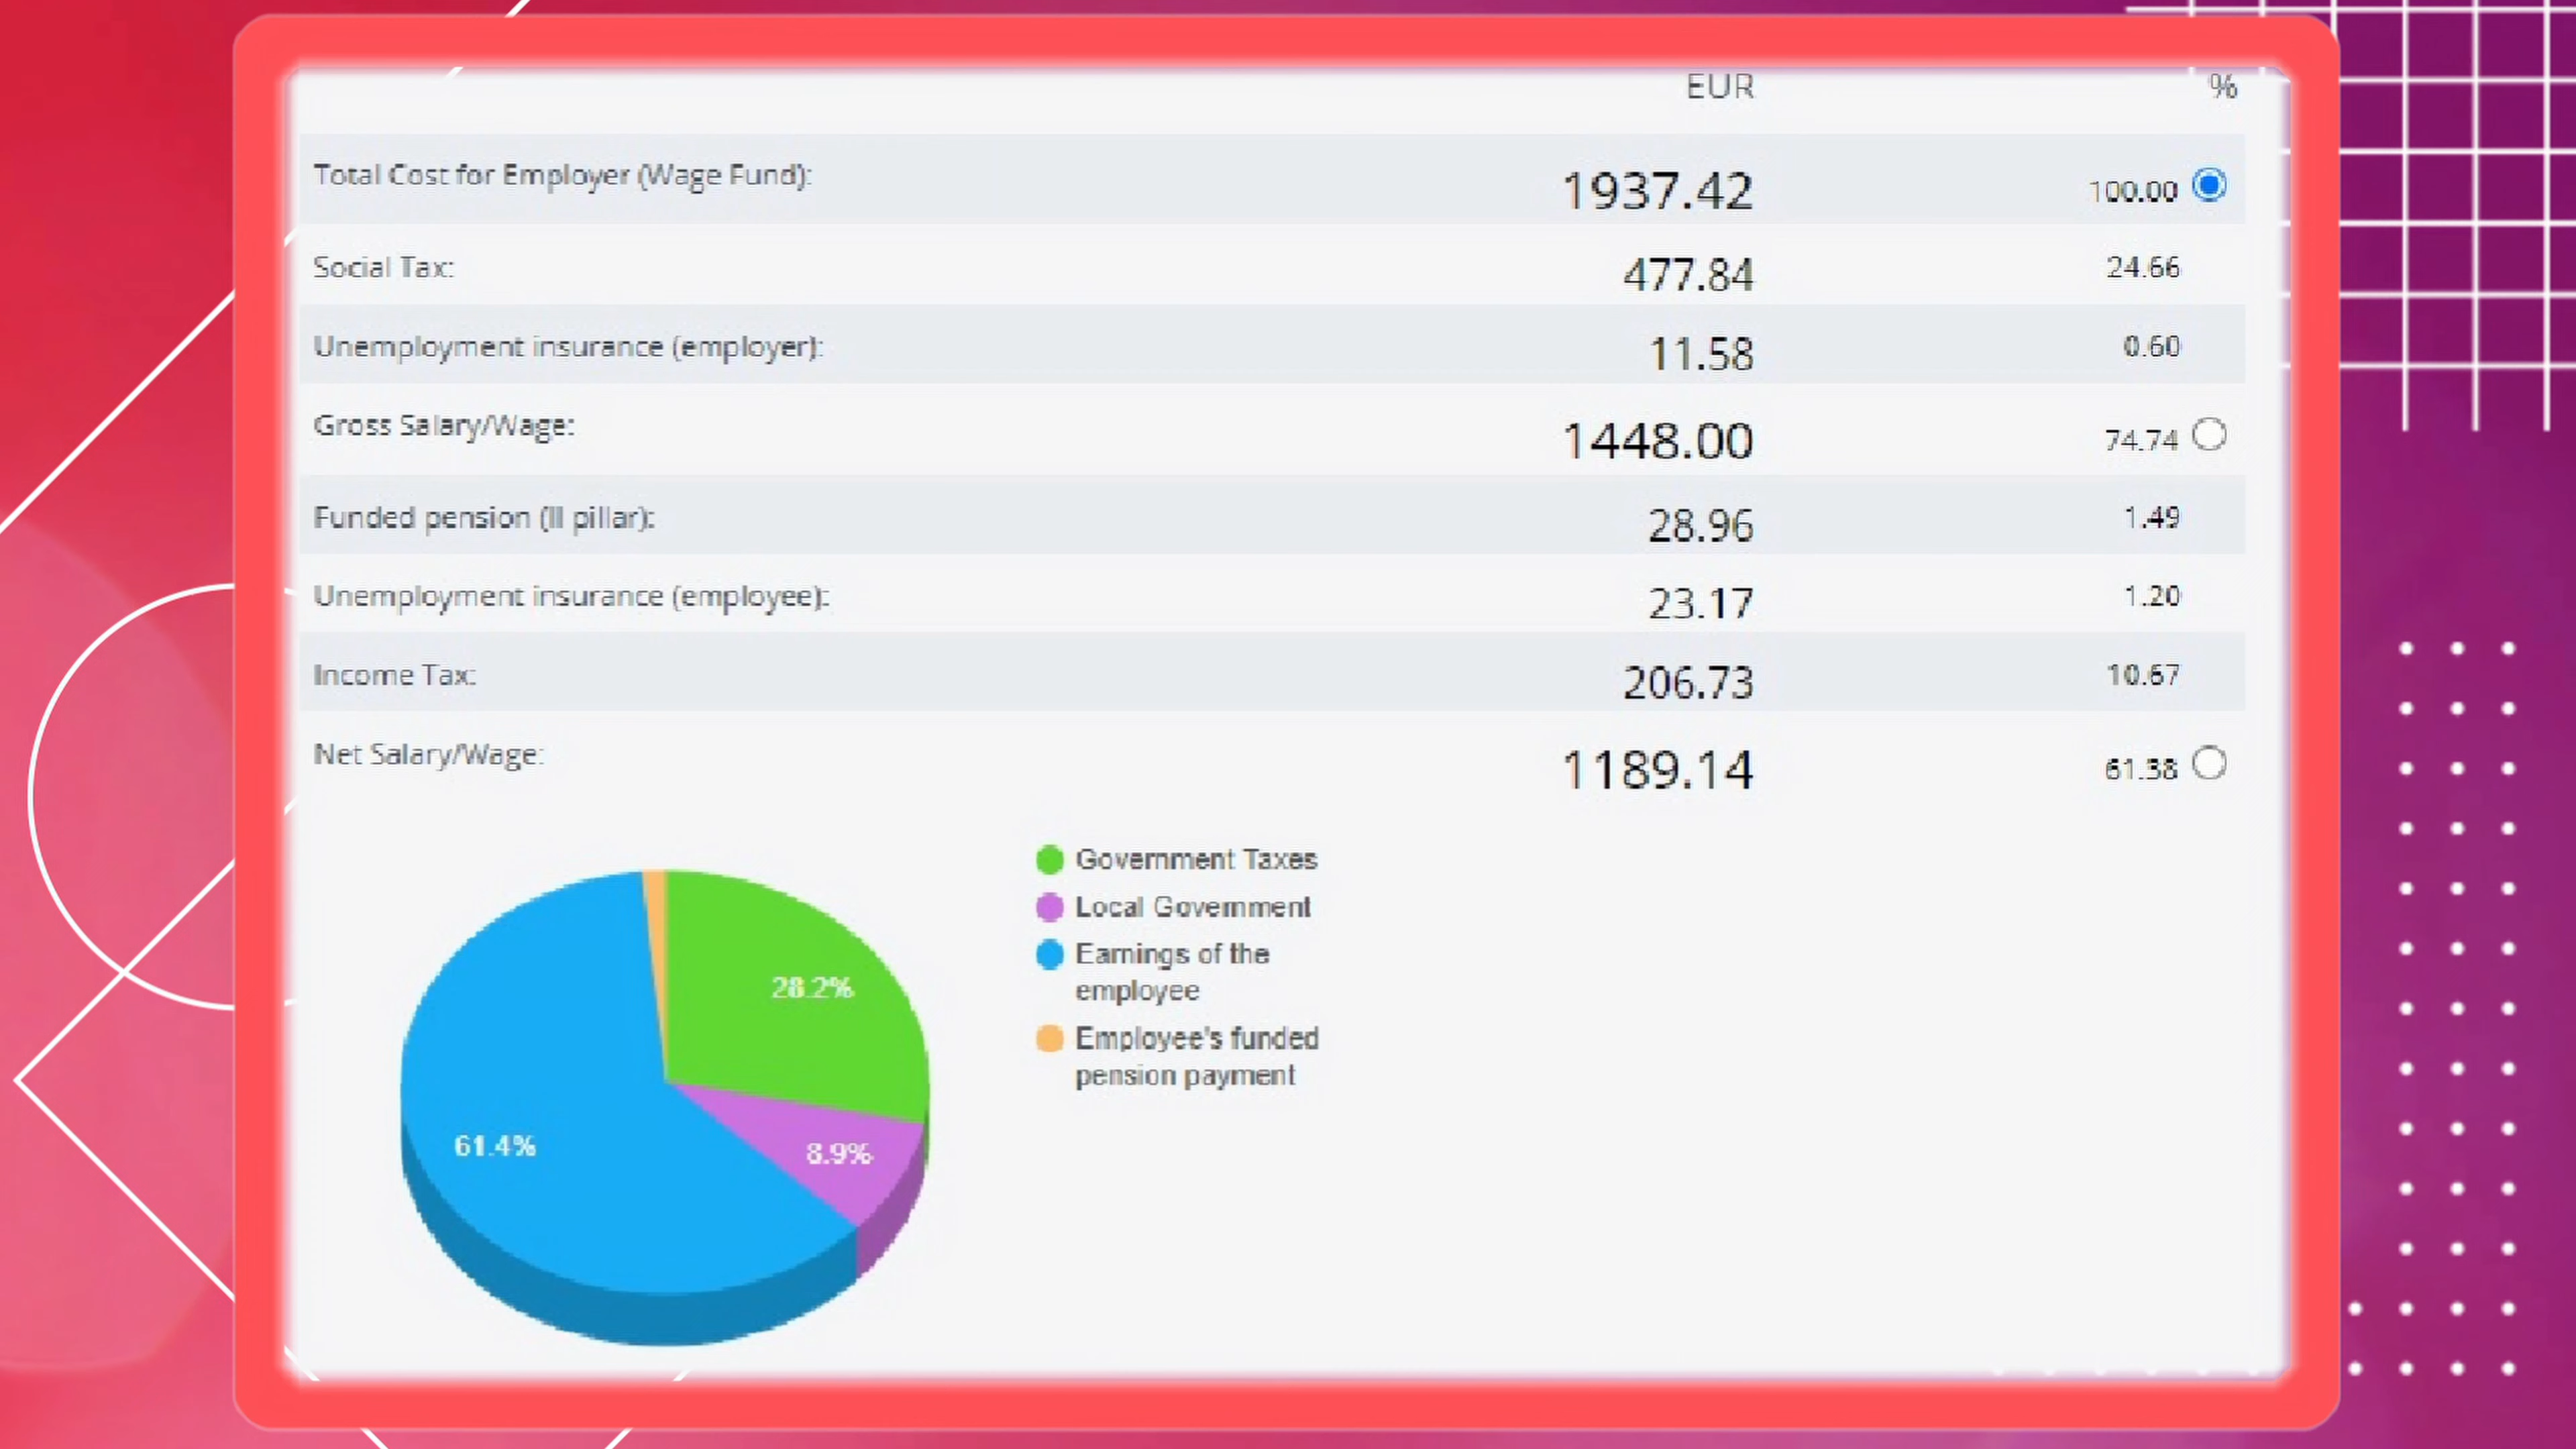 EUR %
Total Cost for Employer (Wage Fund): 1937.42 100.00
Social Tax: 477.84 24.66
Unemployment insurance (employer): 11.58 0.60
Gross Salary/Wage: 1448.00 74.74
Funded pension (II pillar): 28.96 1.49
Unemployment insurance (employee): 23.17 1.20
Income Tax: 206.73 10.67
Net Salary/Wage: 1189.14 61.38
28.2%
8.9%
61.4%
Government Taxes
Local Government
Earnings of the
employee
Employee's funded
pension payment